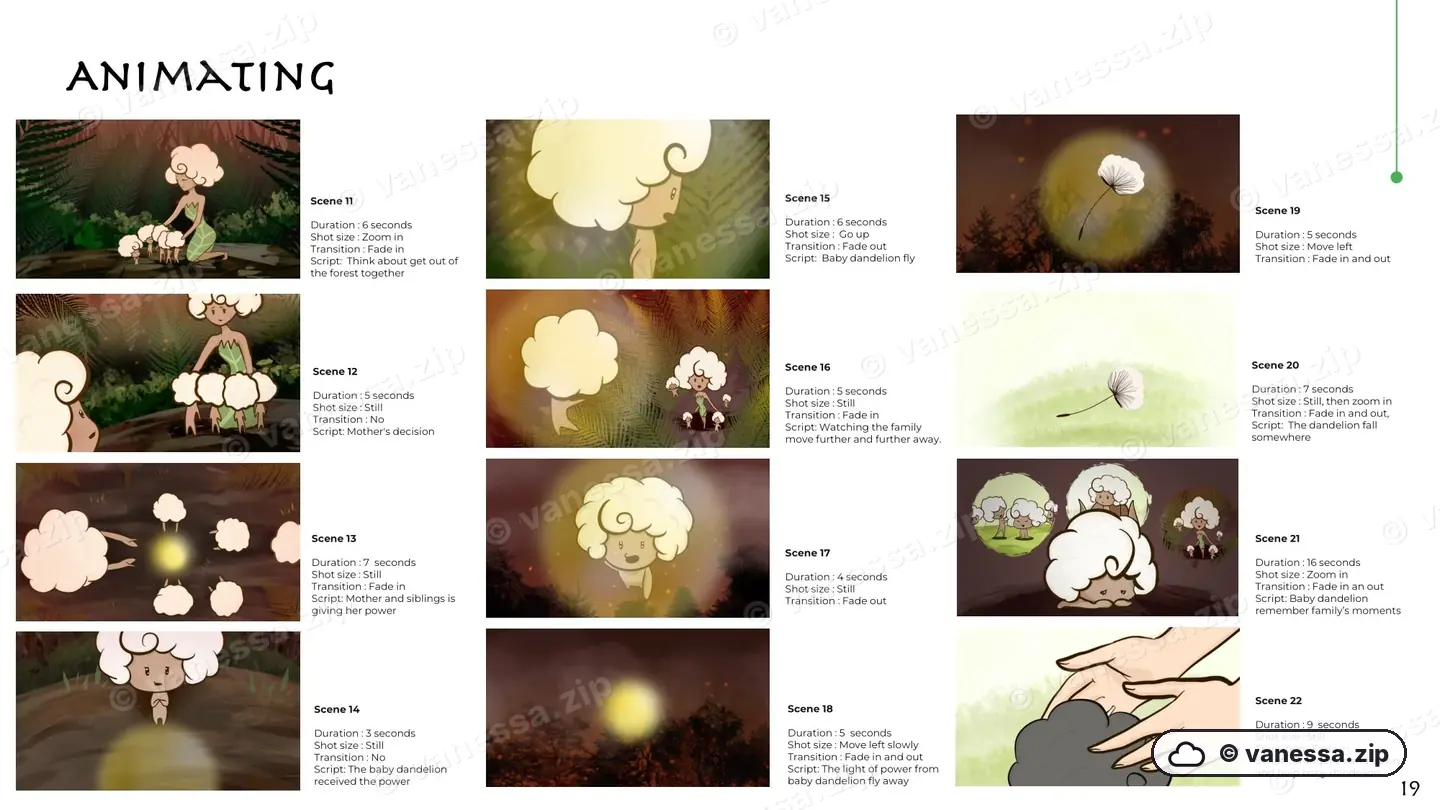 ANIMATING
Scene 11
Duration : 6 seconds
Shot size : Zoom in
Transition : Fade in
Script: Think about get out of
the forest together
Scene 12
Duration : 5 seconds
Shot size : Still
Transition : No
Script: Mother's decision
Scene 13
Duration : 7 seconds
Shot size : Still
Transition : Fade in
Script: Mother and siblings is
giving her power
Scene 14
Duration : 3 seconds
Shot size : Still
Transition : No
Script: The baby dandelion
received the power
Scene 15
Duration : 6 seconds
Shot size : Go up
Transition : Fade out
Script: Baby dandelion fly
Scene 16
Duration : 5 seconds
Shot size : Still
Transition : Fade in
Script: Watching the family
move further and further away.
Scene 17
Duration : 4 seconds
Shot size : Still
Transition : Fade out
Scene 18
Duration : 5 seconds
Shot size : Move left slowly
Transition : Fade in and out
Script: The light of power from
baby dandelion fly away
Scene 19
Duration : 5 seconds
Shot size : Move left
Transition : Fade in and out
Scene 20
Duration : 7 seconds
Shot size : Still, then zoom in
Transition : Fade in and out,
Script: The dandelion fall
somewhere
Scene 21
Duration : 16 seconds
Shot size : Zoom in
Transition : Fade in an out
Script: Baby dandelion
remember family's moments
Scene 22
Duration : 9 seconds
© vanessa.zip
19